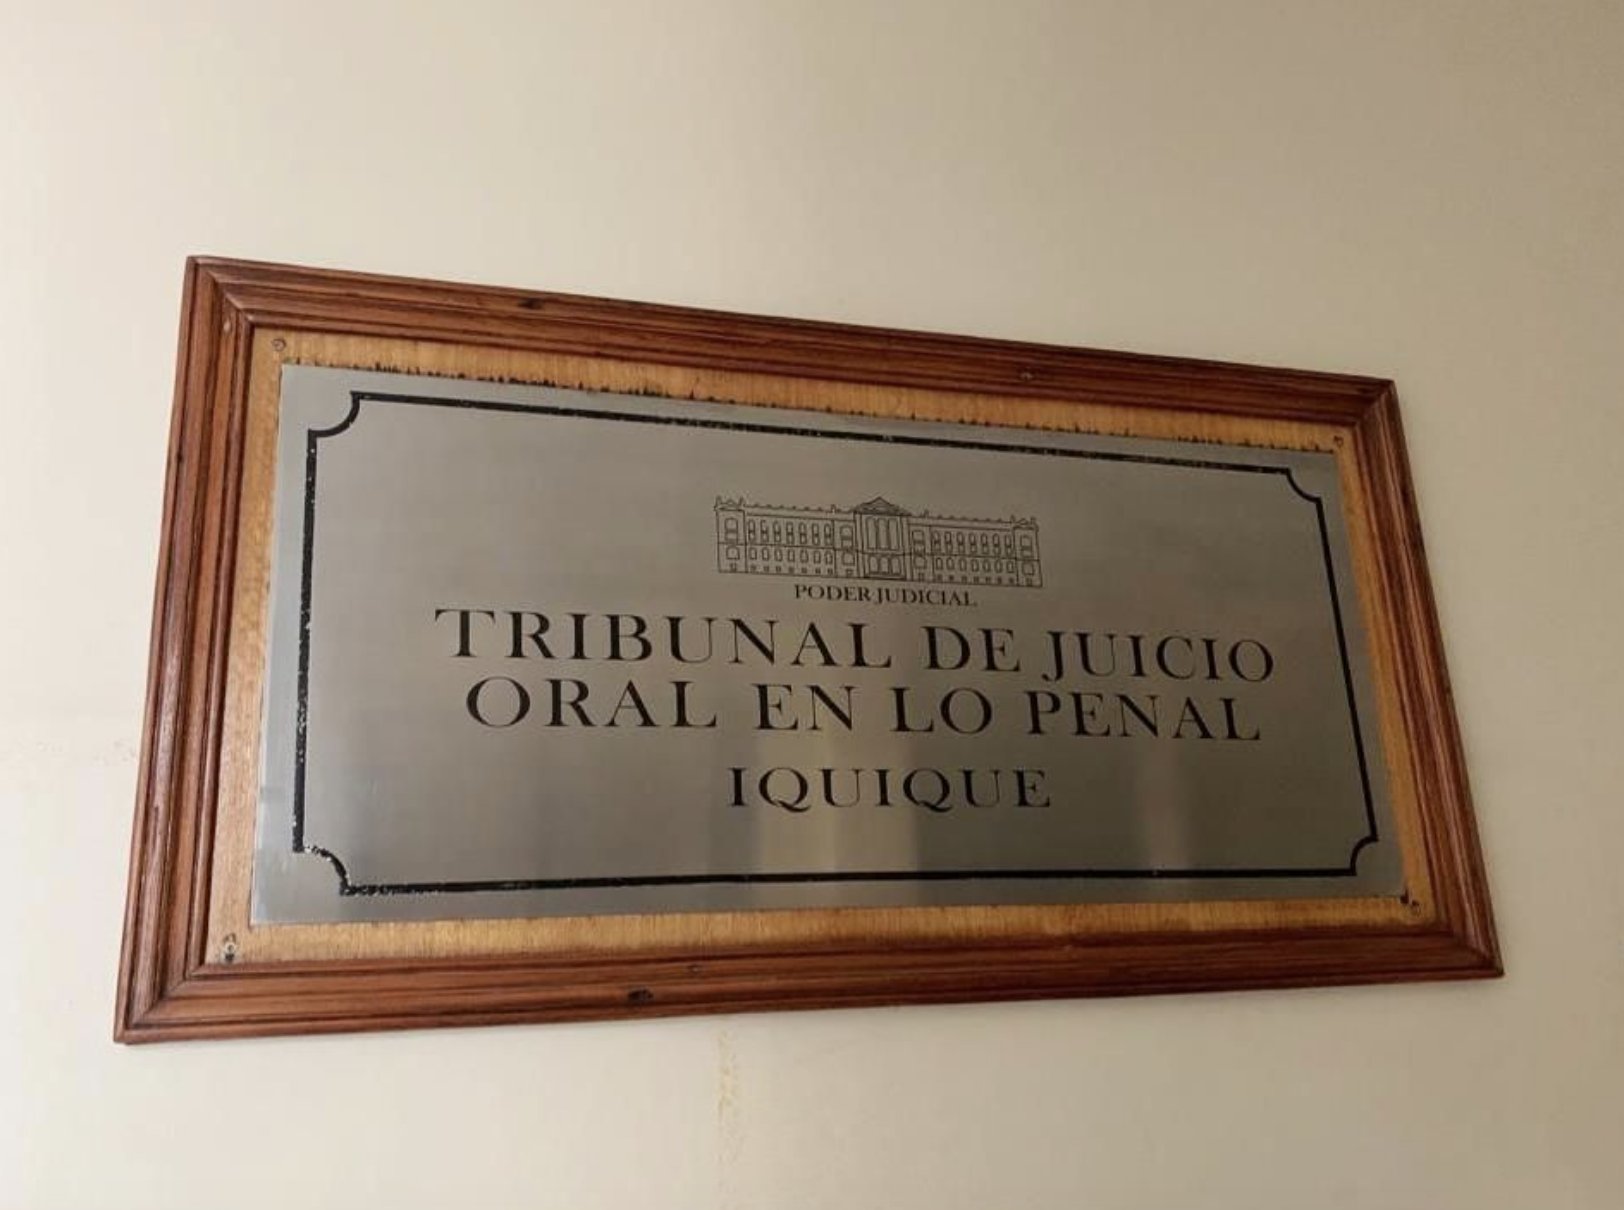 PODER JUDICIAL
TRIBUNAL DE JUICIO
ORAL EN LO PENAL
IQUIQUE